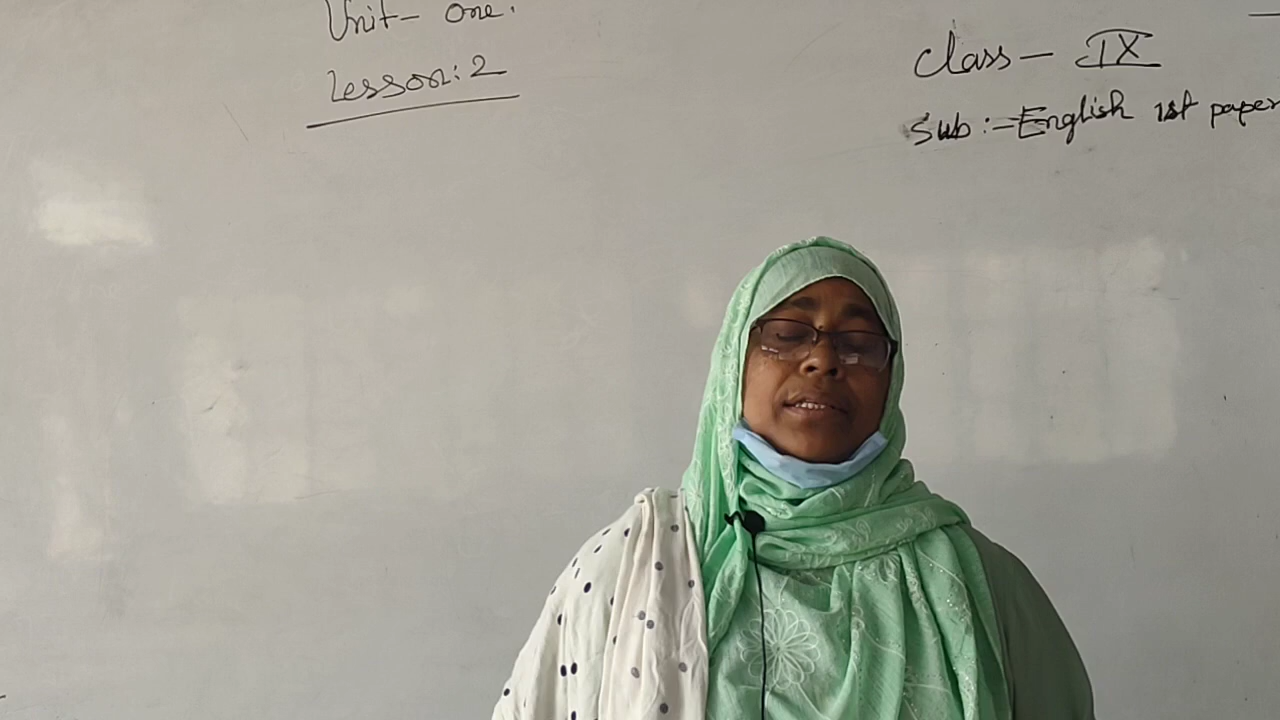 Unit- One.
Lesson: 2
Class- IX
Sub :- English 1st paper